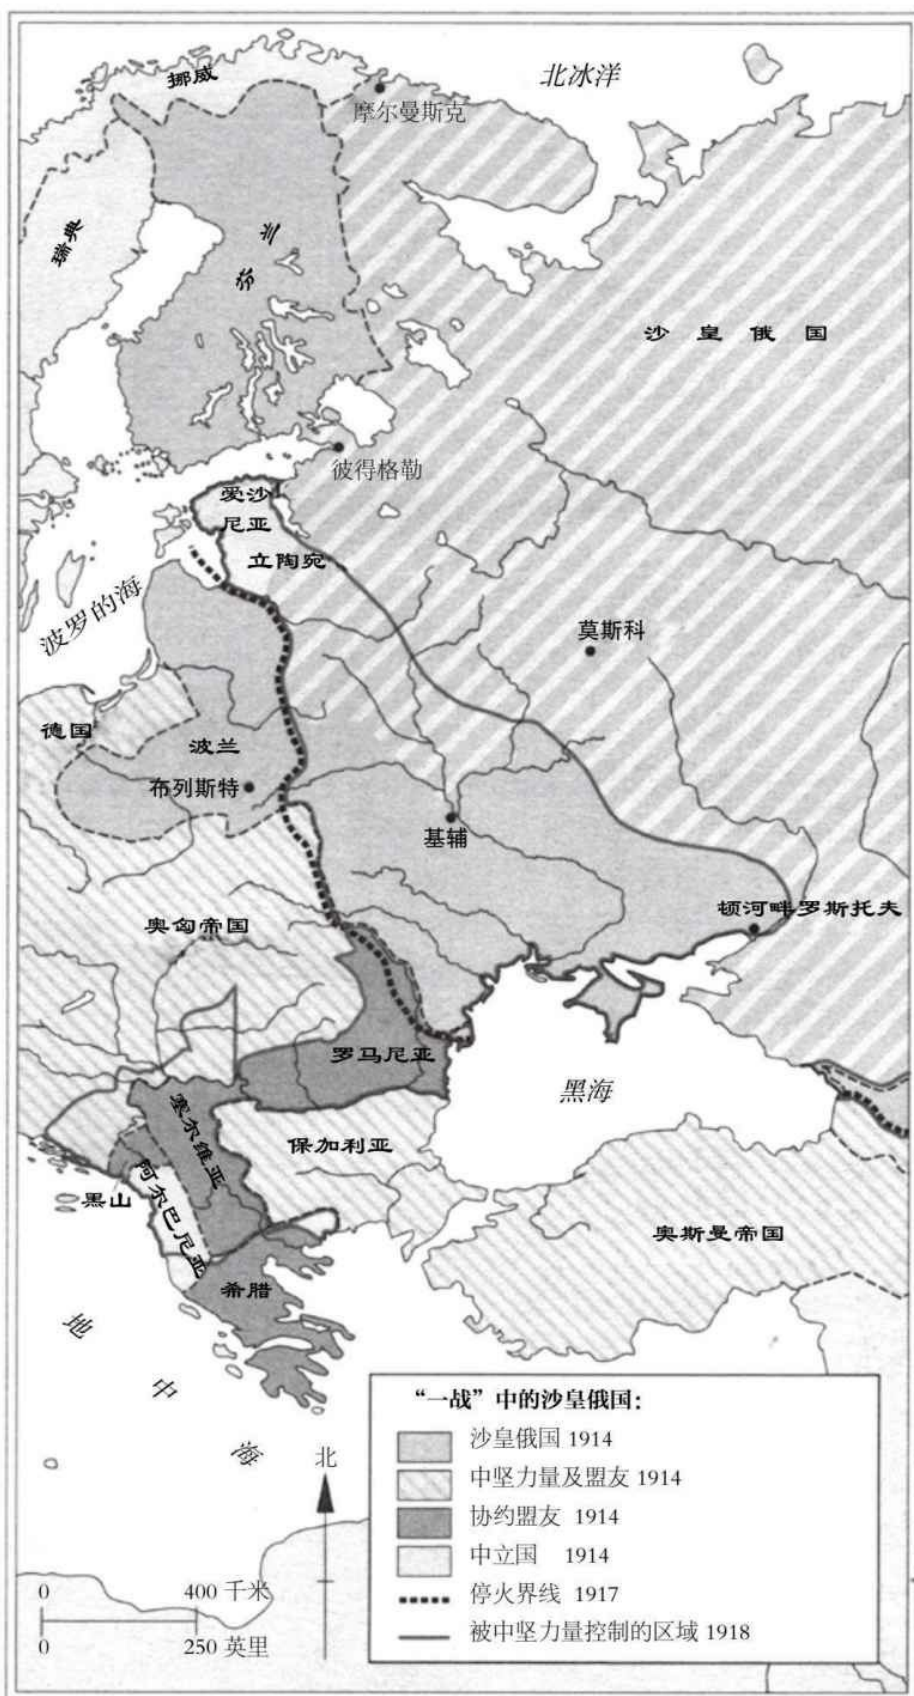 挪威
北冰洋
摩尔曼斯克
瑞典
芬兰
沙皇俄国
彼得格勒
爱沙
尼亚
立陶宛
波罗的海
莫斯科
德国
波兰
布列斯特
基辅
奥匈帝国
顿河畔罗斯托夫
罗马尼亚
黑海
塞尔维亚
保加利亚
阿尔巴尼亚
黑山
奥斯曼帝国
希腊
地中海
“一战”中的沙皇俄国：
沙皇俄国 1914
中坚力量及盟友 1914
协约盟友 1914
中立国 1914
停火界线 1917
被中坚力量控制的区域 1918
北
0 400 千米
0 250 英里